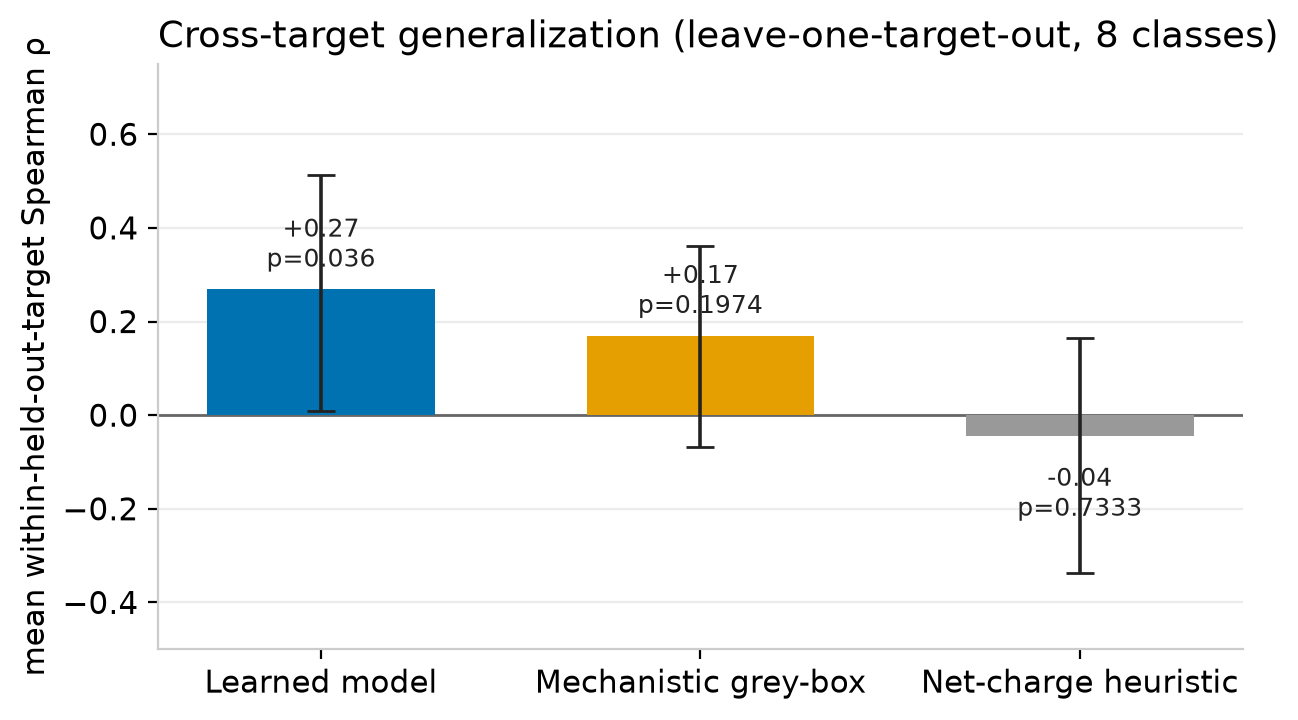 Cross-target generalization (leave-one-target-out, 8 classes)
mean within-held-out-target Spearman ρ
0.6
0.4
0.2
0.0
−0.2
−0.4
+0.27
p=0.036
+0.17
p=0.1974
-0.04
p=0.7333
Learned model
Mechanistic grey-box
Net-charge heuristic